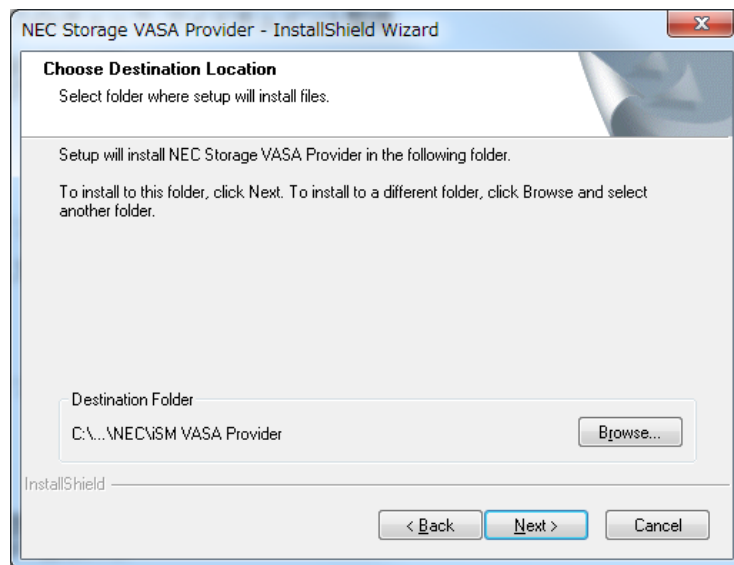 NEC Storage VASA Provider - InstallShield Wizard
Choose Destination Location
Select folder where setup will install files.
Setup will install NEC Storage VASA Provider in the following folder.
To install to this folder, click Next. To install to a different folder, click Browse and select
another folder.
Destination Folder
C:\...\NEC\iSM VASA Provider
Browse...
InstallShield
< Back
Next >
Cancel